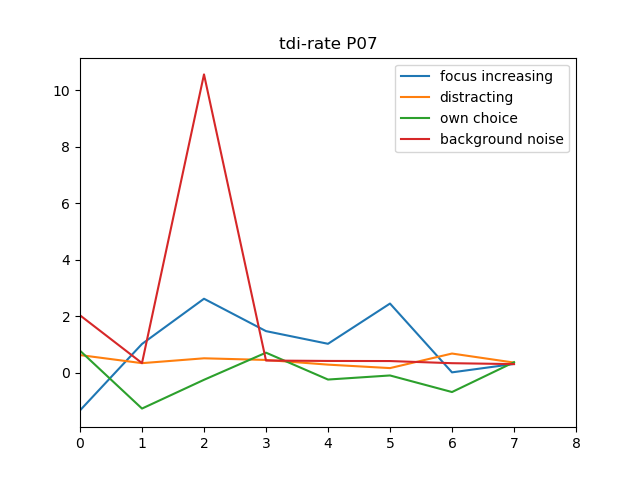 tdi-rate P07
focus increasing
distracting
own choice
background noise
10
8
6
4
2
0
0 1 2 3 4 5 6 7 8